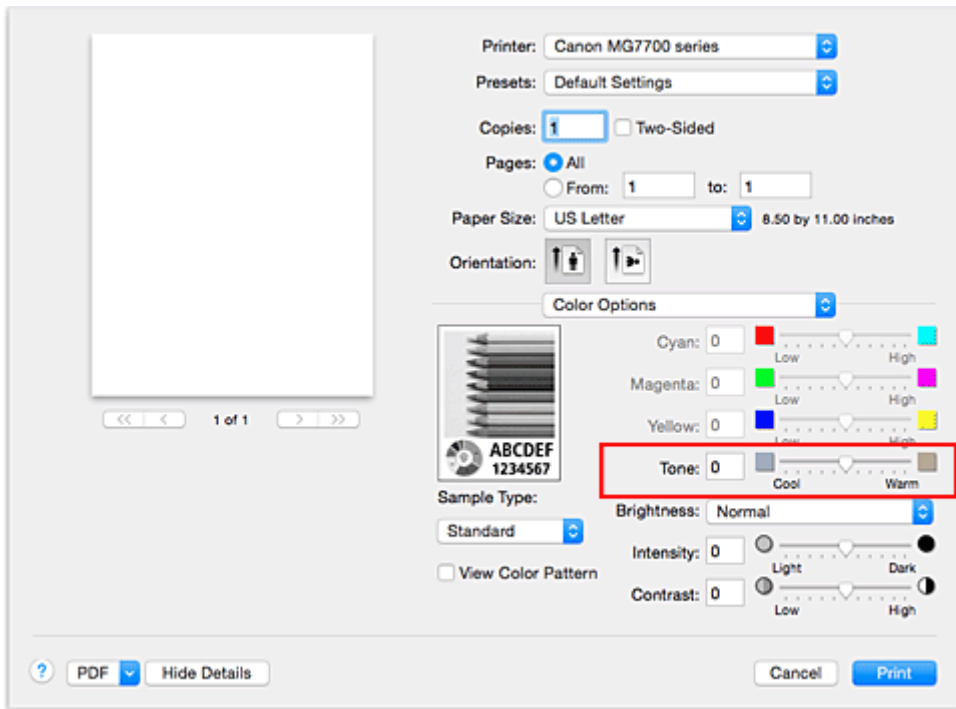 Printer: Canon MG7700 series
Presets: Default Settings
Copies: 1 Two-Sided
Pages: All
From: 1 to: 1
Paper Size: US Letter 8.50 by 11.00 inches
Orientation:
Color Options
Cyan: 0
Low High
Magenta: 0
Low High
Yellow: 0
Low High
Tone: 0
Cool Warm
Brightness: Normal
Intensity: 0
Light Dark
Contrast: 0
Low High
ABCDEF
1234567
Sample Type:
Standard
View Color Pattern
<< < 1 of 1 > >>
? PDF Hide Details Cancel Print